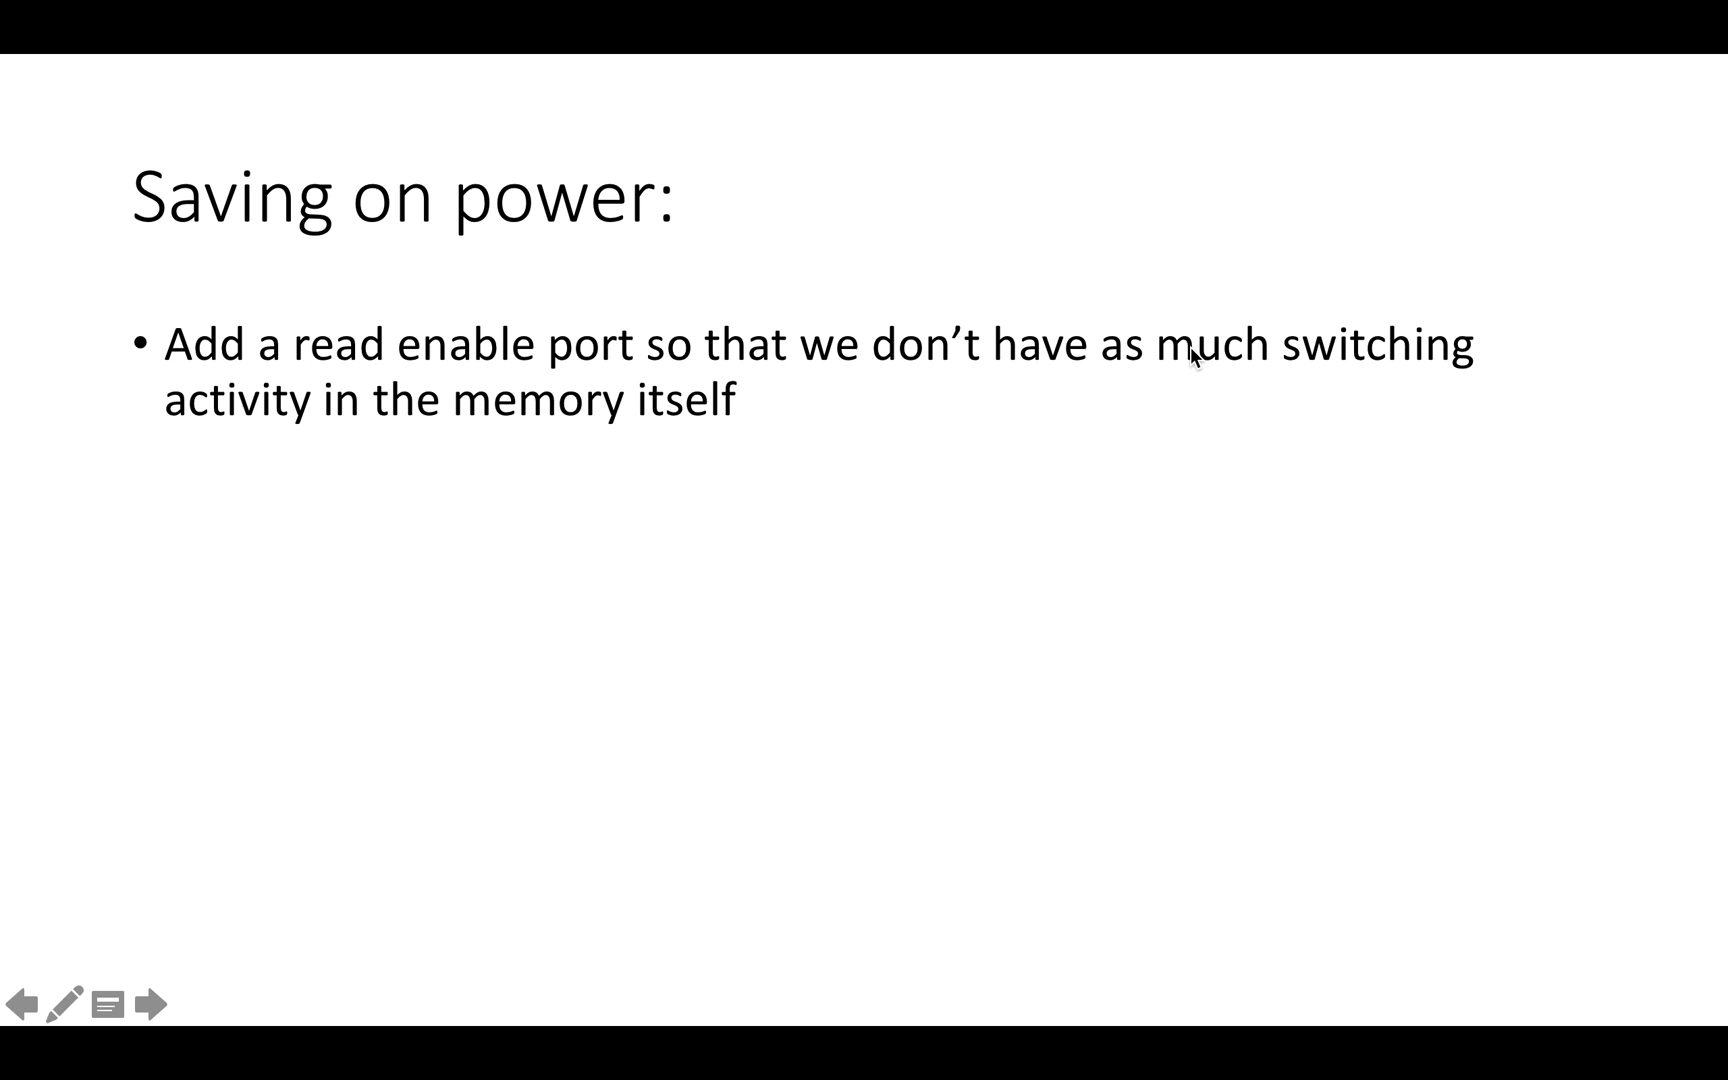 Saving on power:
• Add a read enable port so that we don’t have as much switching
activity in the memory itself